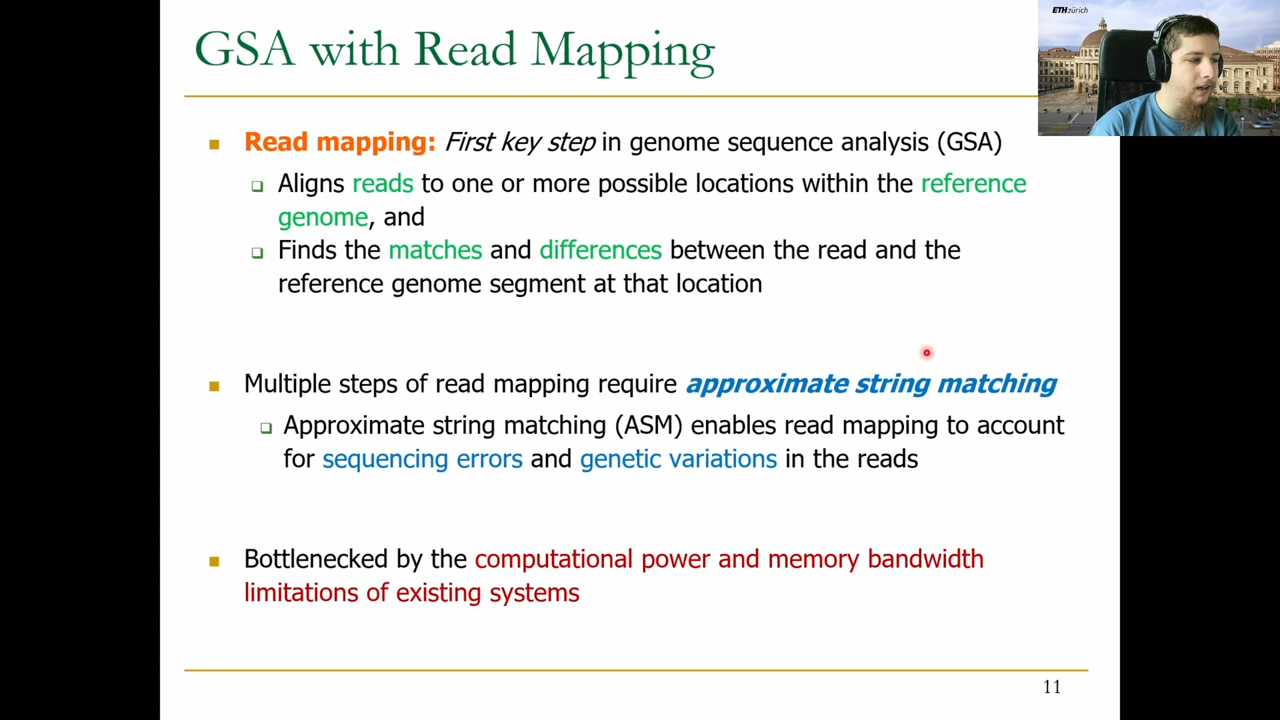 GSA with Read Mapping
ETHzürich
Read mapping: First key step in genome sequence analysis (GSA)
Aligns reads to one or more possible locations within the reference
genome, and
Finds the matches and differences between the read and the
reference genome segment at that location
Multiple steps of read mapping require approximate string matching
Approximate string matching (ASM) enables read mapping to account
for sequencing errors and genetic variations in the reads
Bottlenecked by the computational power and memory bandwidth
limitations of existing systems
11